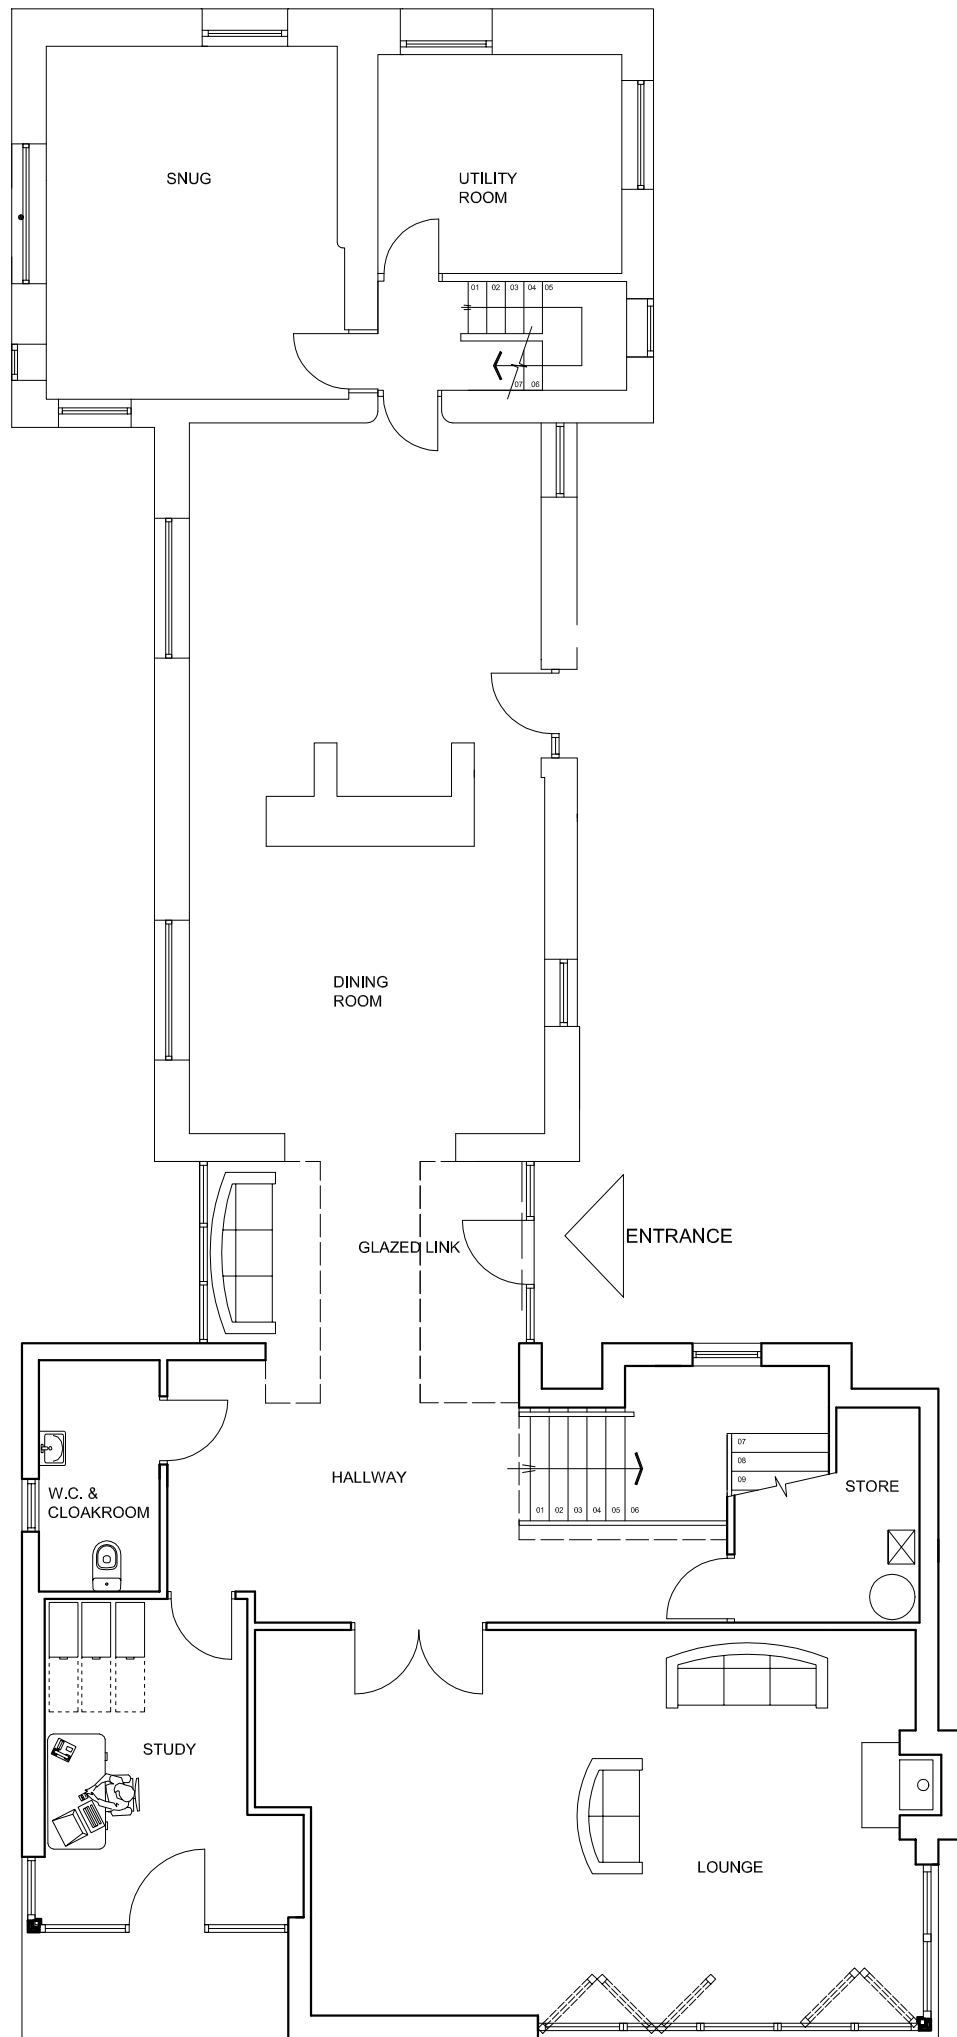 SNUG
UTILITY
ROOM
01 02 03 04 05
07 06
DINING
ROOM
GLAZED LINK
ENTRANCE
HALLWAY
W.C. &
CLOAKROOM
01 02 03 04 05 06
07
08
09
STORE
STUDY
LOUNGE